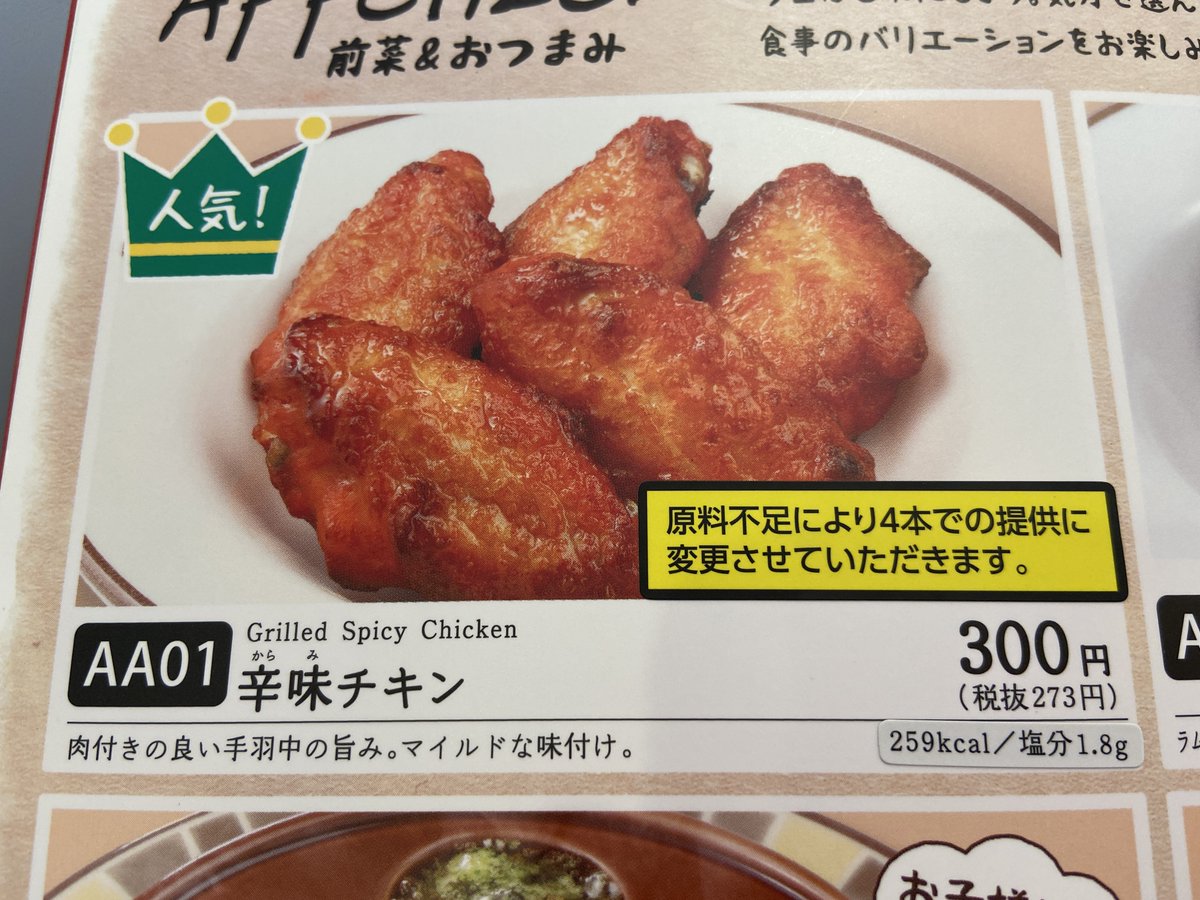 前菜&おつまみ
食事のバリエーションをお楽しみ
人気!
原料不足により4本での提供に
変更させていただきます。
AA01
Grilled Spicy Chicken
から み
辛味チキン
300円
(税抜273円)
肉付きの良い手羽中の旨み。マイルドな味付け。
259kcal/塩分1.8g
お子様